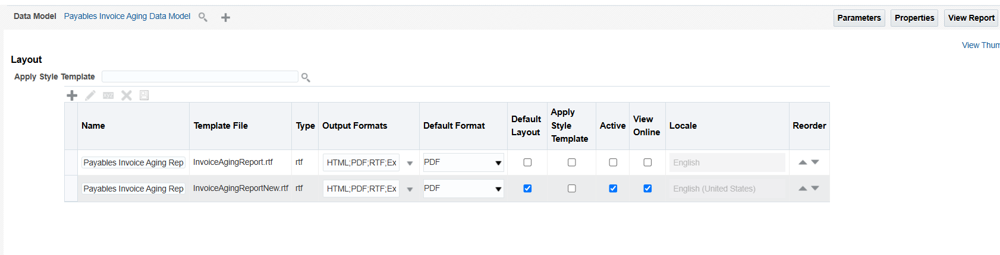 Data Model Payables Invoice Aging Data Model
Parameters Properties View Report
View Thum
Layout
Apply Style Template
xyz
Name Template File Type Output Formats Default Format Default Layout Apply Style Template Active View Online Locale Reorder
Payables Invoice Aging Rep InvoiceAgingReport.rtf rtf HTML;PDF;RTF;Ex PDF English
Payables Invoice Aging Rep InvoiceAgingReportNew.rtf rtf HTML;PDF;RTF;Ex PDF English (United States)